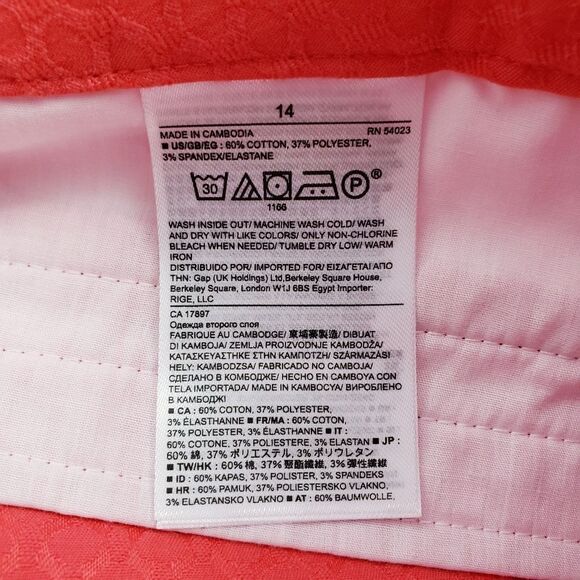 14
MADE IN CAMBODIA RN 54023
■ US/GB/EG : 60% COTTON, 37% POLYESTER,
3% SPANDEX/ELASTANE
30 P ®
1166
WASH INSIDE OUT/ MACHINE WASH COLD/ WASH
AND DRY WITH LIKE COLORS/ ONLY NON-CHLORINE
BLEACH WHEN NEEDED/ TUMBLE DRY LOW/ WARM
IRON
DISTRIBUIDO POR/ IMPORTED FOR/ ΕΙΣΑΓΕΤΑΙ ΑΠΟ
ΤΗΝ: Gap (UK Holdings) Ltd,Berkeley Square House,
Berkeley Square, London W1J 6BS Egypt Importer:
RIGE, LLC
CA 17897
Одежда второго слоя
FABRIQUE AU CAMBODGE/ 東埔寨製造/ DIBUAT
DI KAMBOJA/ ZEMLJA PROIZVODNJE KAMBODŽA/
ΚΑΤΑΣΚΕΥΑΣΤΗΚΕ ΣΤΗΝ ΚΑΜΠΟΤΖΗ/ SZÁRMAZÁSI
HELY: KAMBODZSA/ FABRICADO NO CAMBOJA/
СДЕЛАНО В КОМБОДЖЕ/ HECHO EN CAMBOYA CON
TELA IMPORTADA/ MADE IN KAMBOCYA/ ВИРОБЛЕНО
В КАМБОДІЇ
■ CA : 60% COTON, 37% POLYESTER,
3% ÉLASTHANNE ■ FR/MA : 60% COTON,
37% POLYESTER, 3% ÉLASTHANNE ■ IT :
60% COTONE, 37% POLIESTERE, 3% ELASTAN ■ JP :
60% 綿, 37% ポリエステル, 3% ポリウレタン
■ TW/HK : 60% 棉, 37% 聚酯纖維, 3% 彈性纖維
■ ID : 60% KAPAS, 37% POLISTER, 3% SPANDEKS
■ HR : 60% PAMUK, 37% POLIESTERSKO VLAKNO,
3% ELASTANSKO VLAKNO ■ AT : 60% BAUMWOLLE,